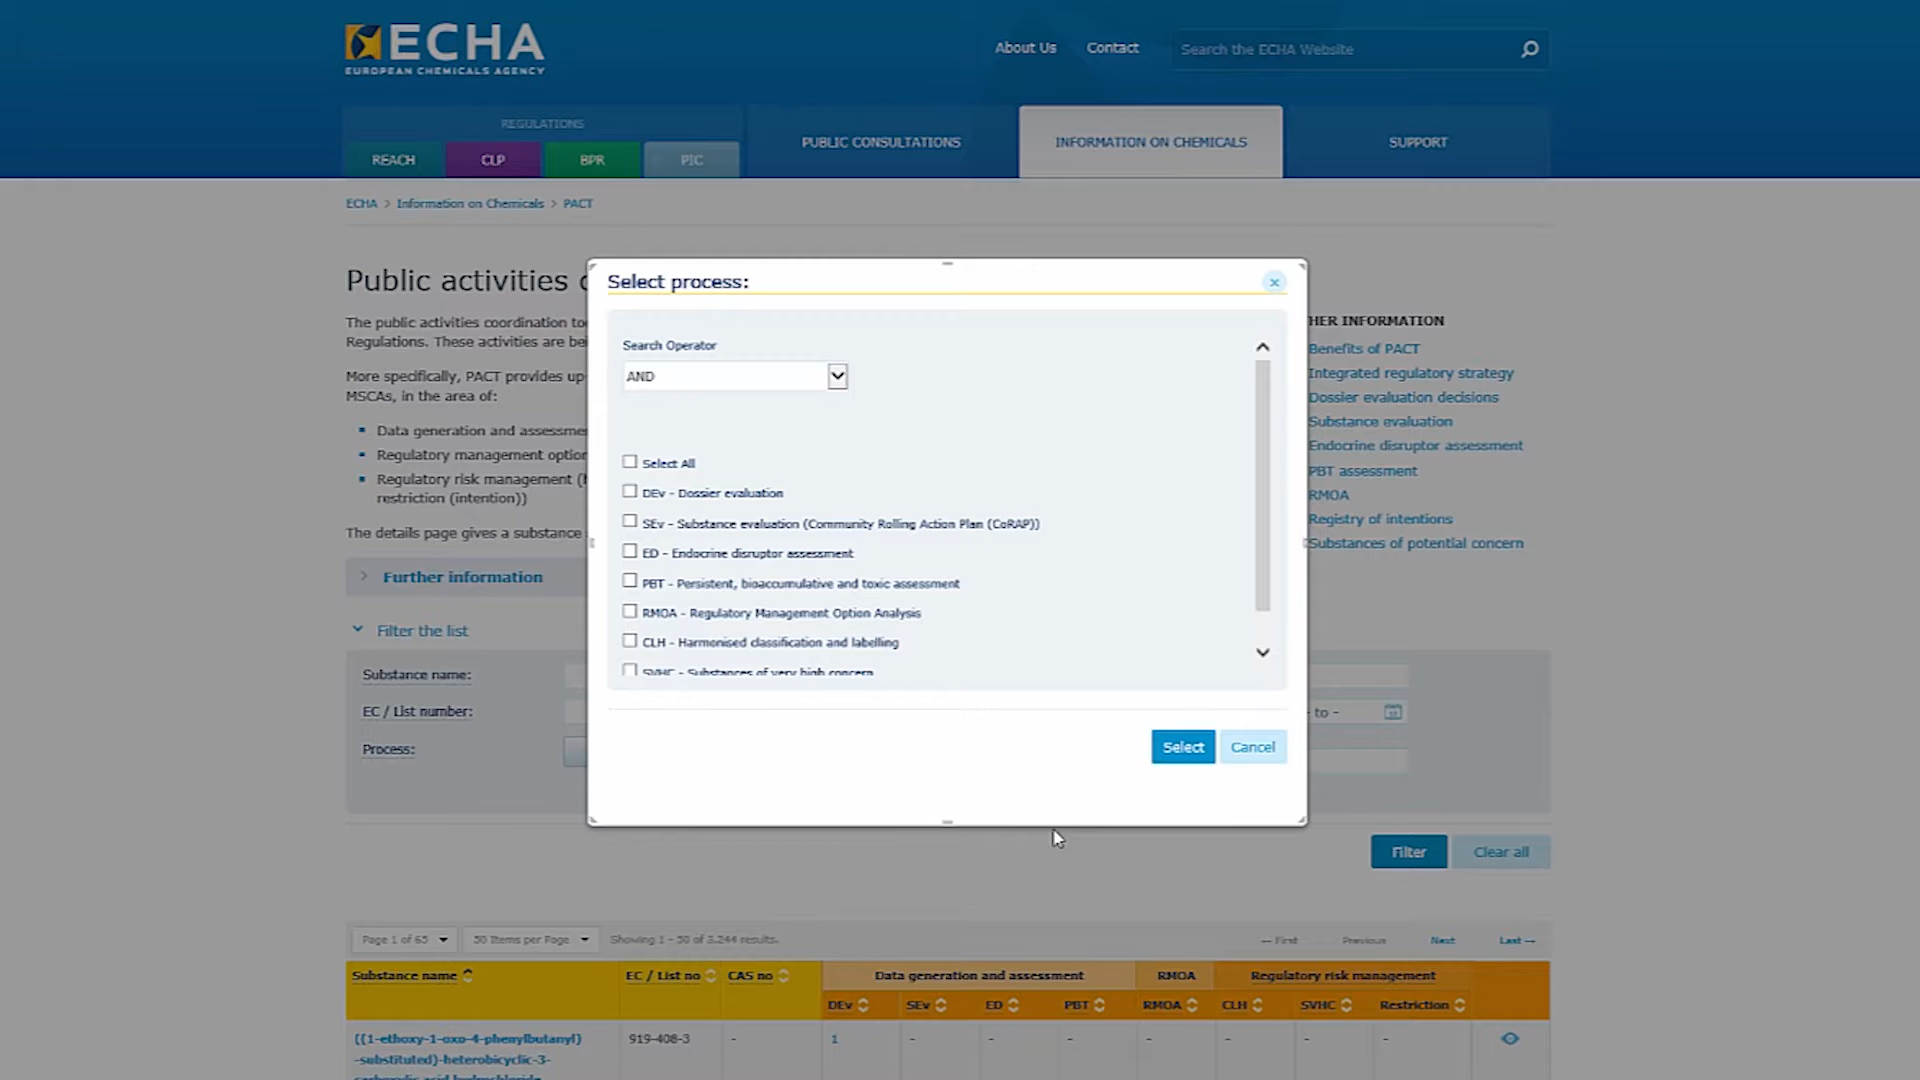 ECHA
EUROPEAN CHEMICALS AGENCY
About Us
Contact
Search the ECHA Website
REGULATIONS
REACH
CLP
BPR
PIC
PUBLIC CONSULTATIONS
INFORMATION ON CHEMICALS
SUPPORT
ECHA > Information on Chemicals > PACT
Public activities
The public activities coordination
Regulations. These activities are
More specifically, PACT provides
MSCAs, in the area of:
Data generation and
Regulatory management
Regulatory risk management
restriction (intention))
The details page gives a substance
Further information
Filter the list
Substance name:
EC / List number:
Process:
Select process:
Search Operator
AND
Select All
DEv - Dossier evaluation
SEv - Substance evaluation (Community Rolling Action Plan (CoRAP))
ED - Endocrine disruptor assessment
PBT - Persistent, bioaccumulative and toxic assessment
RMOA - Regulatory Management Option Analysis
CLH - Harmonised classification and labelling
SVHC - Substances of very high concern
Select
Cancel
INFORMATION
Benefits of PACT
Integrated regulatory strategy
Dossier evaluation decisions
Substance evaluation
Endocrine disruptor assessment
PBT assessment
RMOA
Registry of intentions
Substances of potential concern
- to -
Filter
Clear all
Page 1 of 65
50 Items per Page
Showing 1 - 50 of 3,244 results.
← First
Previous
Next
Last →
Substance name
EC / List no
CAS no
Data generation and assessment
RMOA
Regulatory risk management
DEv
SEv
ED
PBT
RMOA
CLH
SVHC
Restriction
((1-ethoxy-1-oxo-4-phenylbutanyl)
-substituted)-heterobicyclic-3-
919-408-3
-
1
-
-
-
-
-
-
-